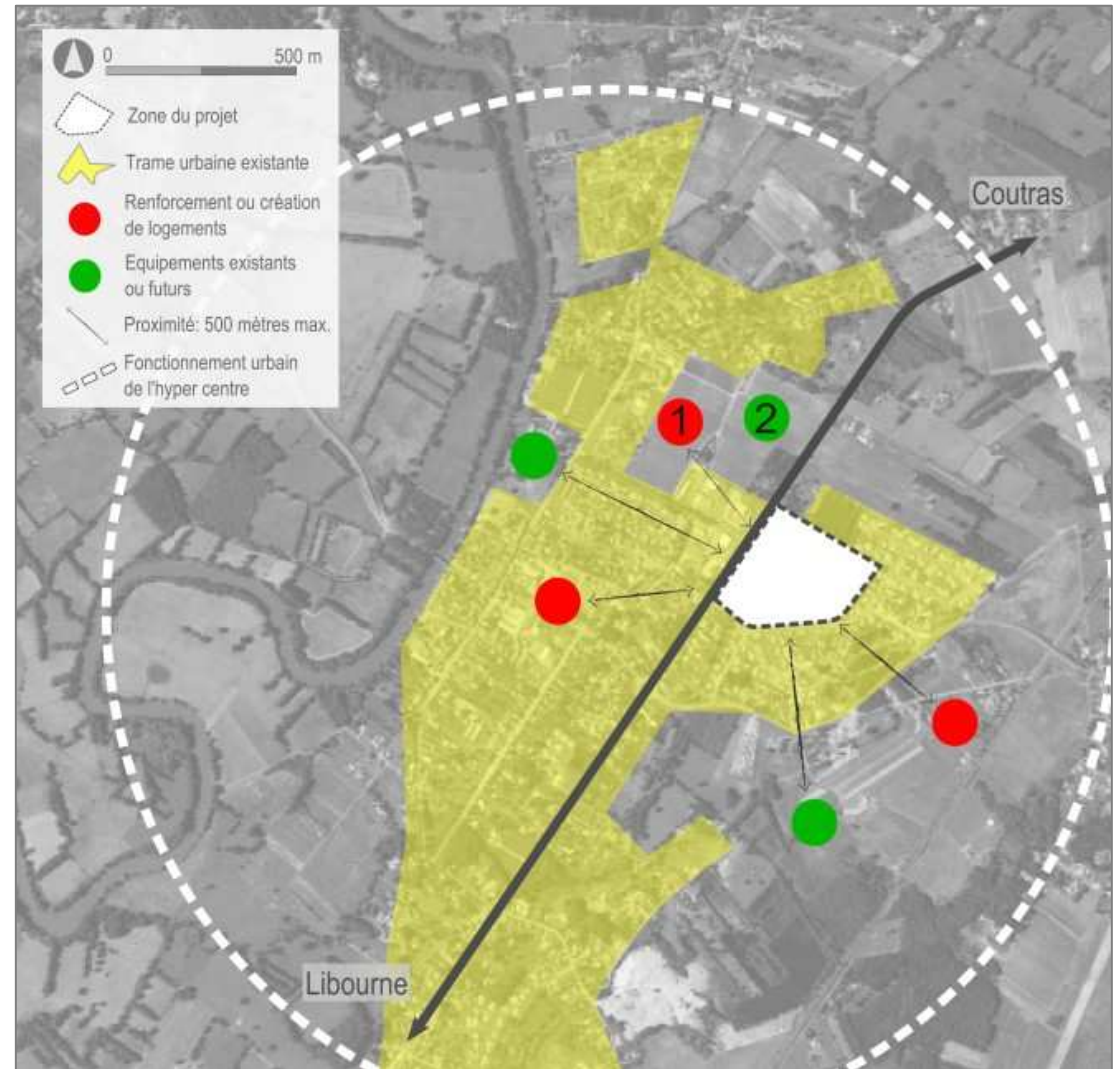 0 500 m
Zone du projet
Trame urbaine existante
Renforcement ou création
de logements
Equipements existants
ou futurs
Proximité: 500 mètres max.
Fonctionnement urbain
de l'hyper centre
Coutras
1
2
Libourne